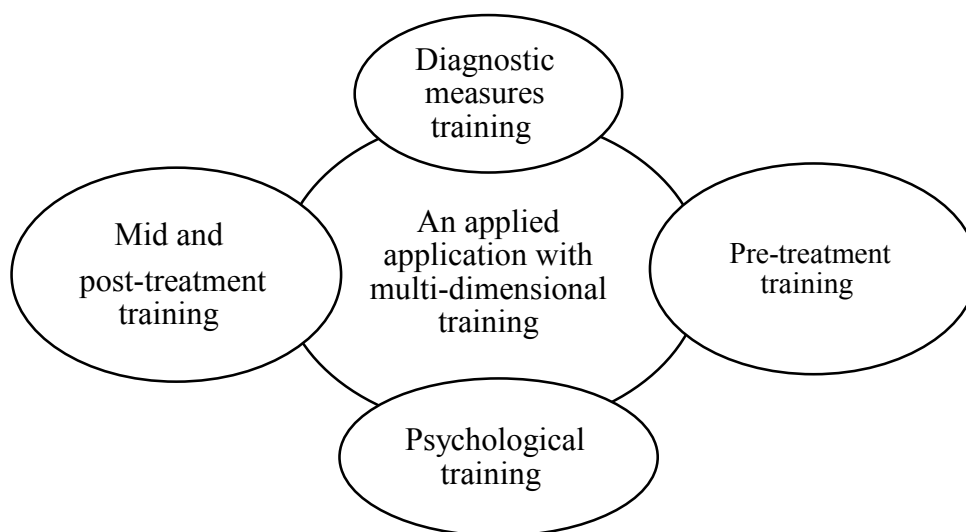 Diagnostic
measures
training
Mid and
post-treatment
training
An applied
application with
multi-dimensional
training
Pre-treatment
training
Psychological
training